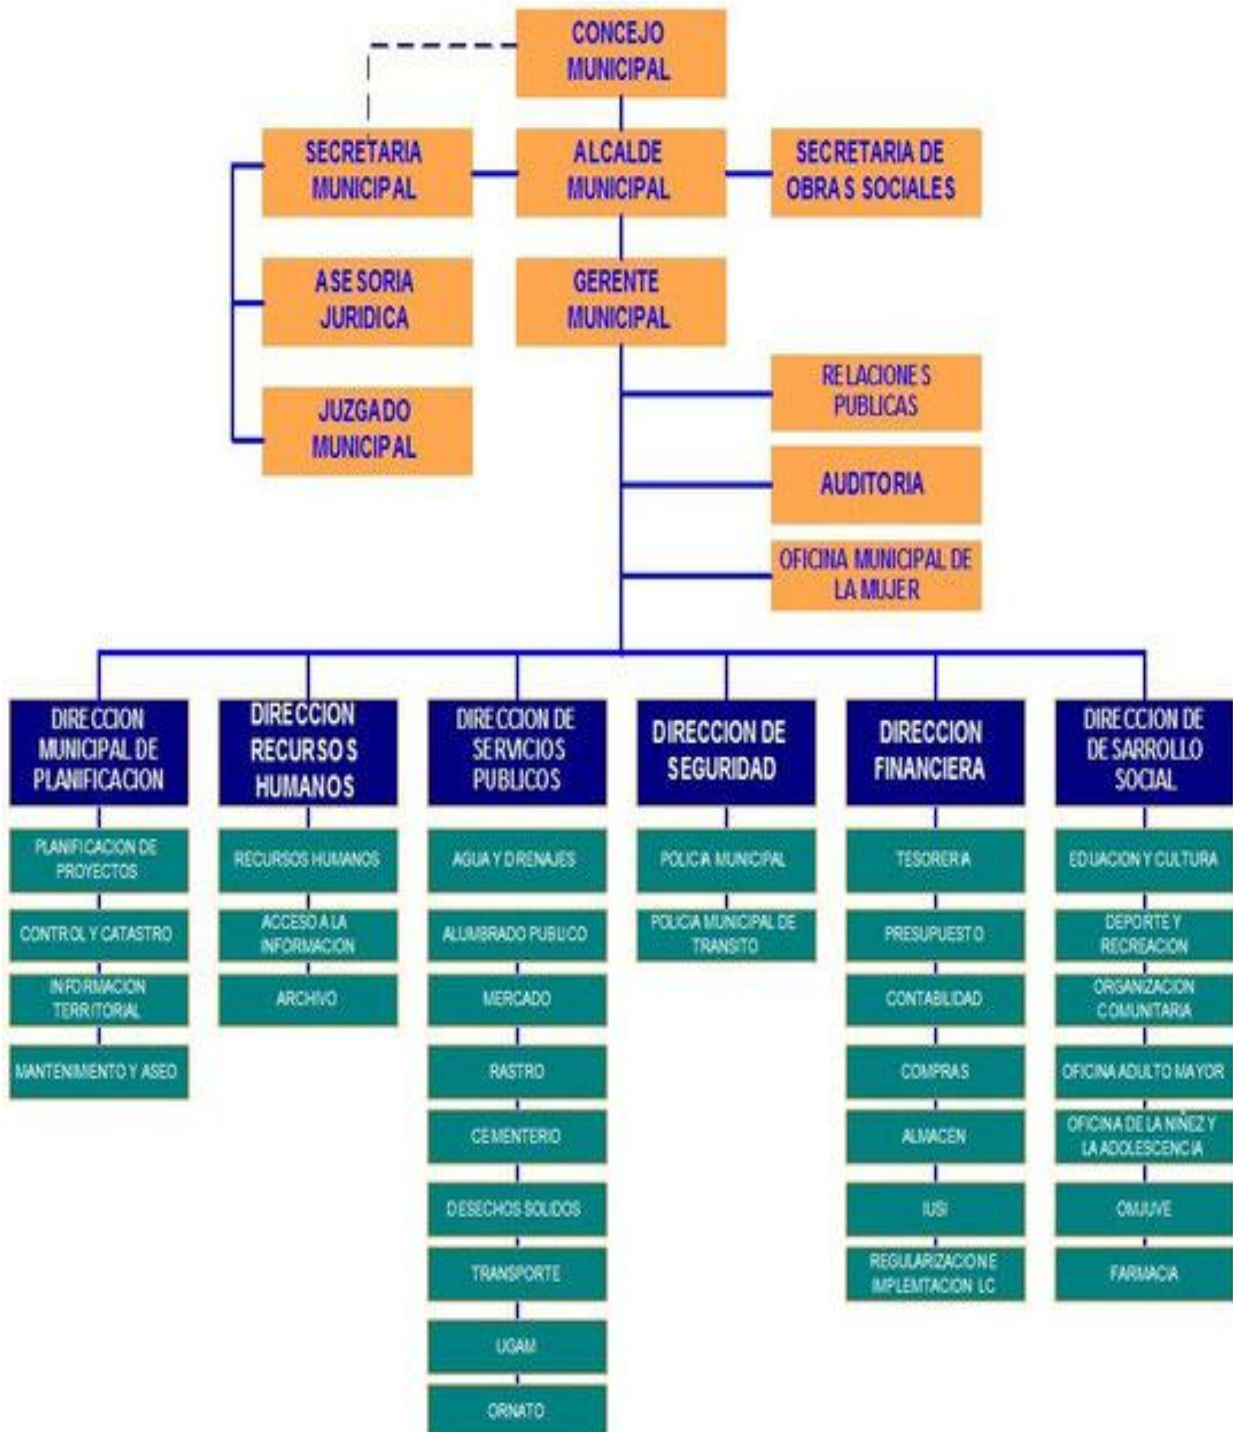 CONCEJO
MUNICIPAL
SECRETARIA
MUNICIPAL
ALCALDE
MUNICIPAL
SECRETARIA DE
OBRAS SOCIALES
ASESORIA
JURIDICA
GERENTE
MUNICIPAL
JUZGADO
MUNICIPAL
RELACIONES
PUBLICAS
AUDITORIA
OFICINA MUNICIPAL DE
LA MUJER
DIRECCION
MUNICIPAL DE
PLANIFICACION
PLANIFICACION DE
PROYECTOS
CONTROL Y CATASTRO
INFORMACION
TERRITORIAL
MANTENIMIENTO Y ASEO
DIRECCION
RECURSOS
HUMANOS
RECURSOS HUMANOS
ACCESO A LA
INFORMACION
ARCHIVO
DIRECCION DE
SERVICIOS
PUBLICOS
AGUA Y DRENAJES
ALUMBRADO PUBLICO
MERCADO
RASTRO
CEMENTERIO
DESECHOS SOLIDOS
TRANSPORTE
UGAM
ORNATO
DIRECCION DE
SEGURIDAD
POLICIA MUNICIPAL
POLICIA MUNICIPAL DE
TRANSITO
DIRECCION
FINANCIERA
TESORERIA
PRESUPUESTO
CONTABILIDAD
COMPRAS
ALMACEN
IUSI
REGULARIZACION E
IMPLEMTACION LC
DIRECCION DE
DESARROLLO
SOCIAL
EDUACION Y CULTURA
DEPORTE Y
RECREACION
ORGANIZACION
COMUNITARIA
OFICINA ADULTO MAYOR
OFICINA DE LA NIÑEZ Y
LA ADOLESCENCIA
OMJUVE
FARMACIA